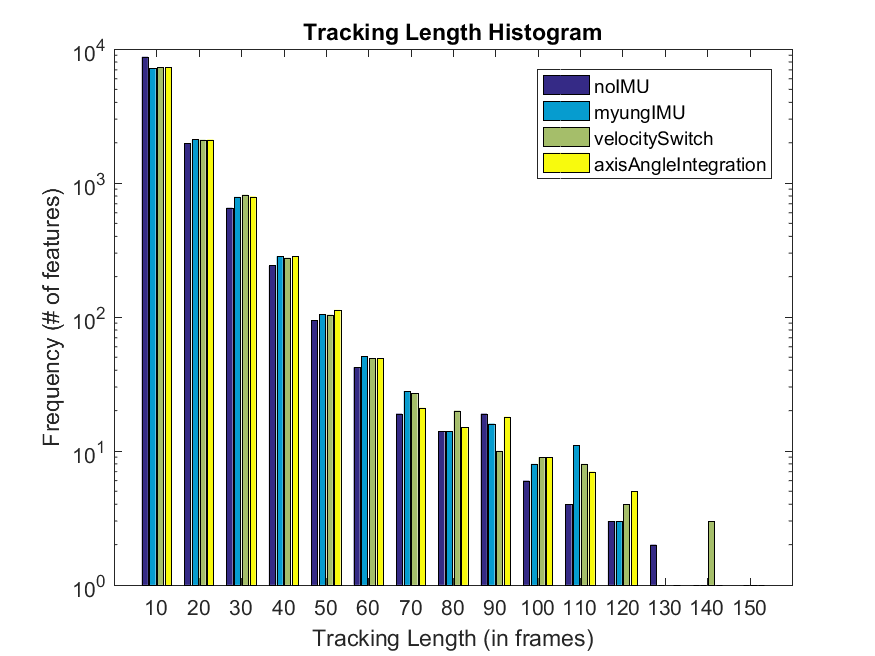 Tracking Length Histogram
noIMU
myungIMU
velocitySwitch
axisAngleIntegration
Frequency (# of features)
10^4
10^3
10^2
10^1
10^0
10 20 30 40 50 60 70 80 90 100 110 120 130 140 150
Tracking Length (in frames)